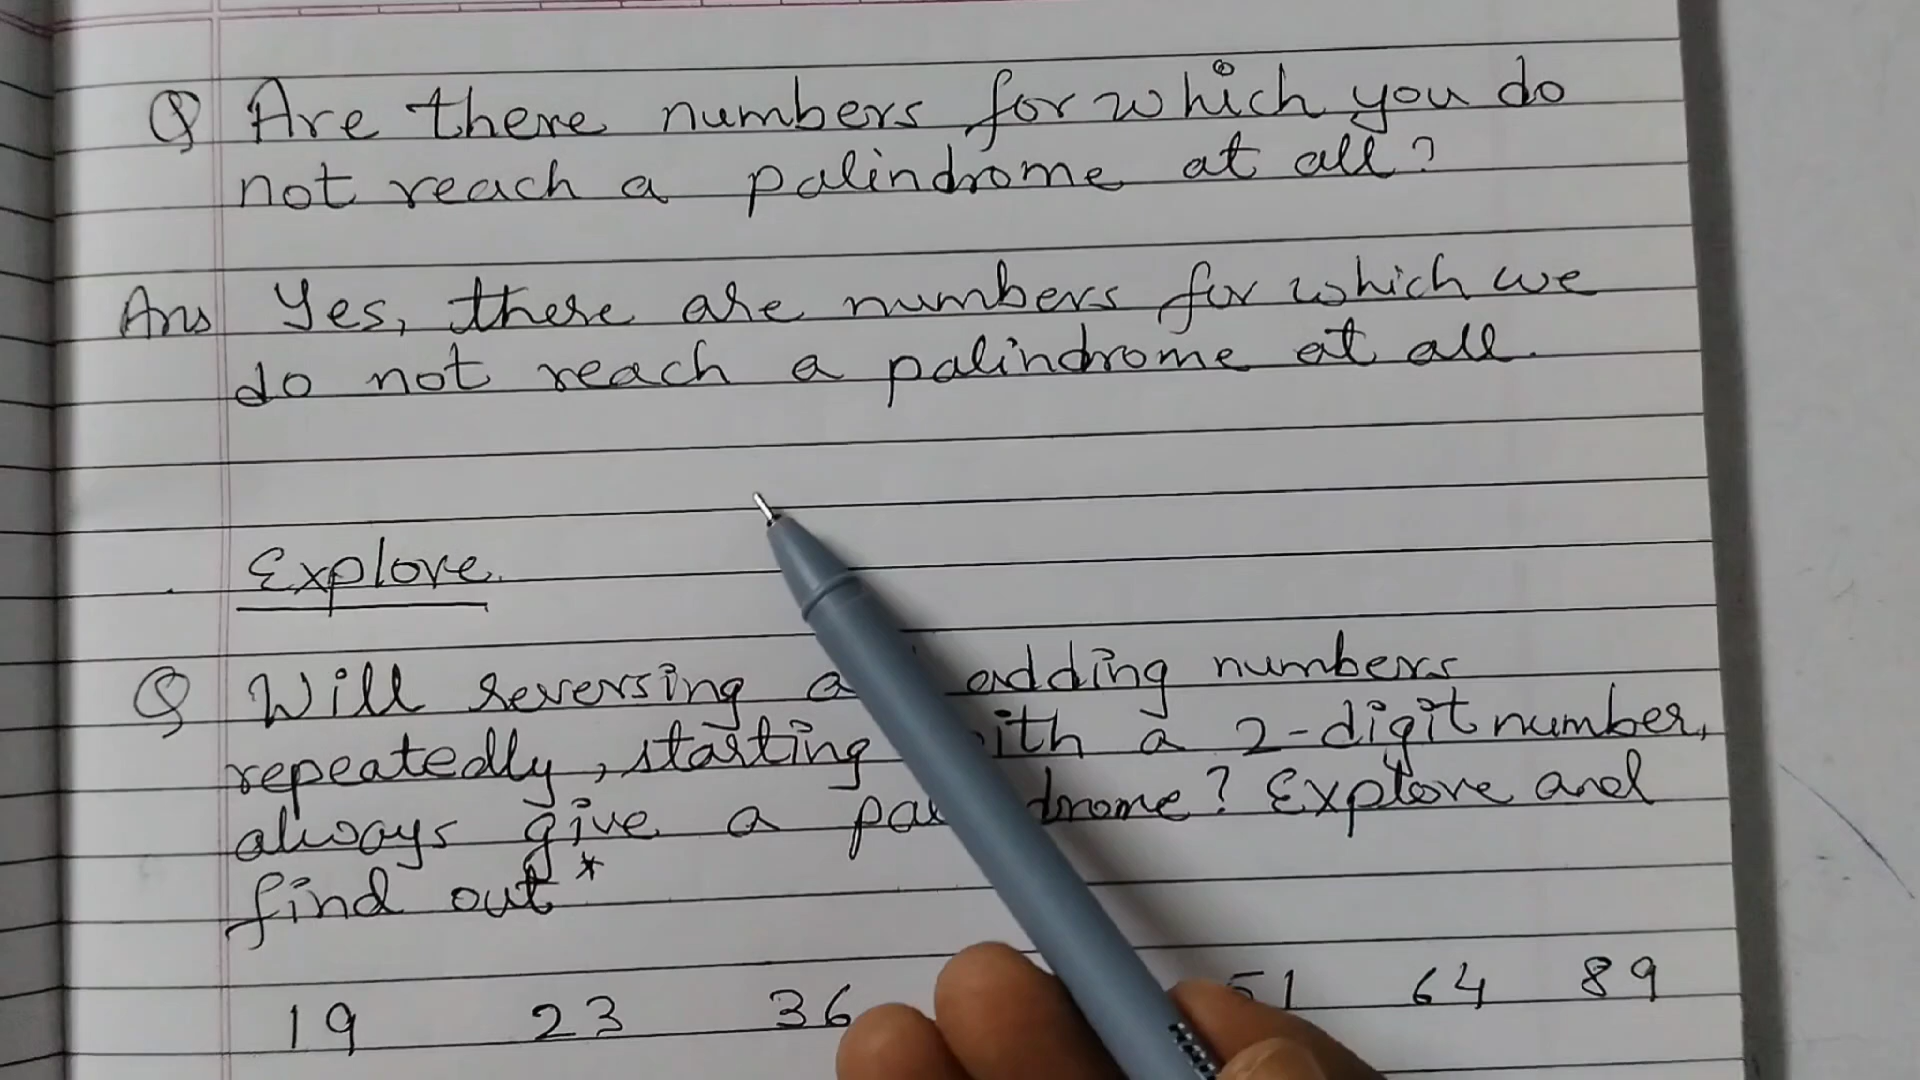 Q Are there numbers for which you do
not reach a palindrome at all?
Ans Yes, there are numbers for which we
do not reach a palindrome at all.
Explore.
Q Will reversing a adding numbers
repeatedly, starting ith a 2-digit number,
always give a pal drome? Explore and
find out *
19 23 36 51 64 89